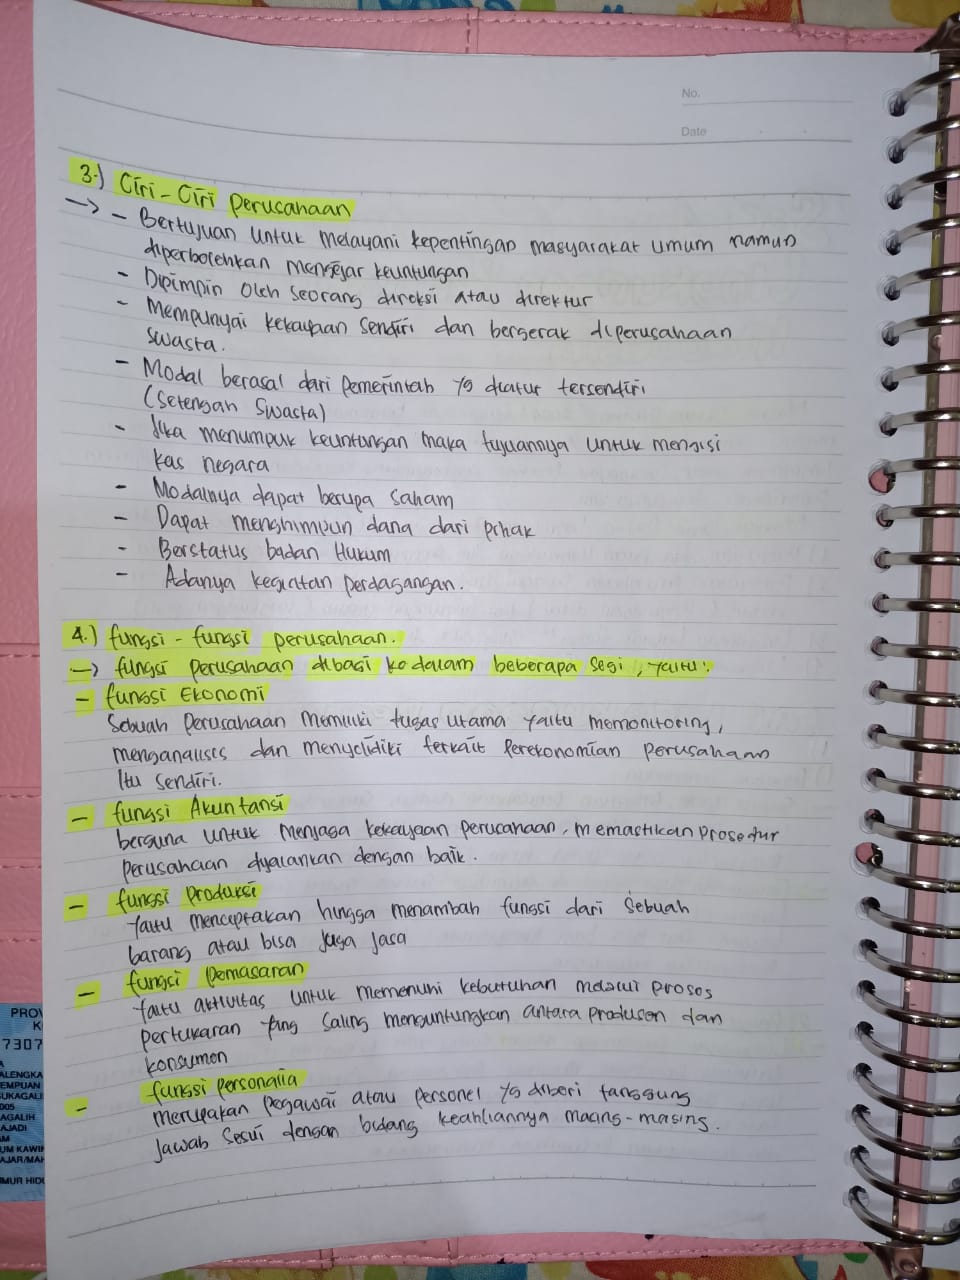 No.
Date
3.) Ciri - Ciri perusahaan
→ - Bertujuan untuk melayani kepentingan masyarakat umum namun
diperbolehkan mengejar keuntungan
- Dipimpin oleh seorang direksi atau direktur
- Mempunyai kekayaan sendiri dan bergerak diperusahaan
swasta.
- Modal berasal dari pemerintah yg diatur tersendiri
(setengah swasta)
- Jika menumpuk keuntungan maka tujuannya untuk mengisi
kas negara
- Modalnya dapat berupa saham
- Dapat menghimpun dana dari pihak
- Berstatus badan Hukum
- Adanya kegiatan perdagangan.
4.) fungsi - fungsi perusahaan.
→ fungsi perusahaan dibagi ke dalam beberapa segi, yaitu:
- fungsi Ekonomi
Sebuah perusahaan memiliki tugas utama yaitu memonitoring,
menganalisis dan menyelidiki terkait perekonomian perusahaan
itu sendiri.
- fungsi Akuntansi
berguna untuk menjaga kekayaan perusahaan, memastikan prosedur
perusahaan dijalankan dengan baik.
- fungsi produksi
Yaitu menciptakan hingga menambah fungsi dari sebuah
barang atau bisa juga jasa
- fungsi pemasaran
Yaitu aktivitas untuk memenuhi kebutuhan melalui proses
pertukaran yang saling menguntungkan antara produsen dan
konsumen
- fungsi personalia
merupakan pegawai atau personel yg diberi tanggung
jawab sesui dengan bidang keahliannya masing-masing.
PROV
K
7307
ALENGKA
EMPUAN
SUKAGALI
005
AGALIH
AJADI
UM KAWIN
AJAR/MAH
MUR HIDU